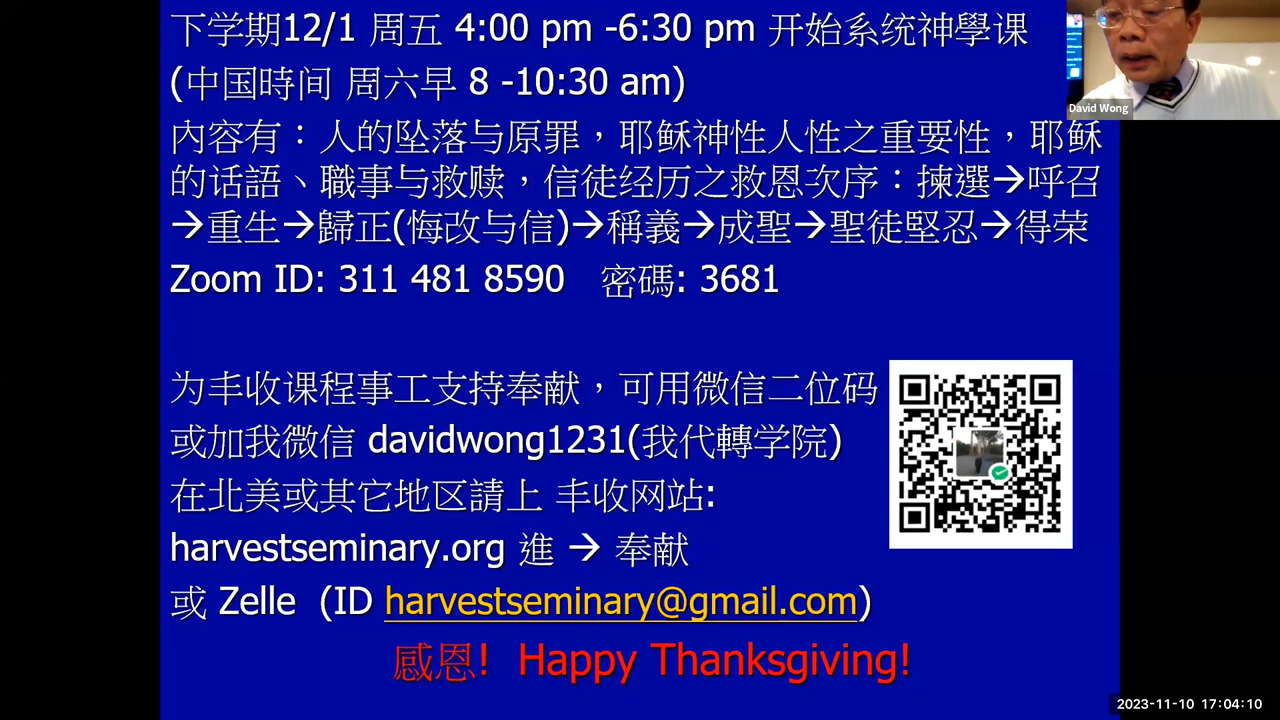 下学期12/1 周五 4:00 pm -6:30 pm 开始系统神學课
(中国時间 周六早 8 -10:30 am)
內容有：人的坠落与原罪，耶稣神性人性之重要性，耶稣
的话語、職事与救赎，信徒经历之救恩次序：揀選→呼召
→重生→歸正(悔改与信)→稱義→成聖→聖徒堅忍→得荣
Zoom ID: 311 481 8590 密碼: 3681
为丰收课程事工支持奉献，可用微信二位码
或加我微信 davidwong1231(我代轉学院)
在北美或其它地区請上 丰收网站:
harvestseminary.org 進 → 奉献
或 Zelle (ID harvestseminary@gmail.com)
感恩! Happy Thanksgiving!
David Wong
2023-11-10 17:04:10